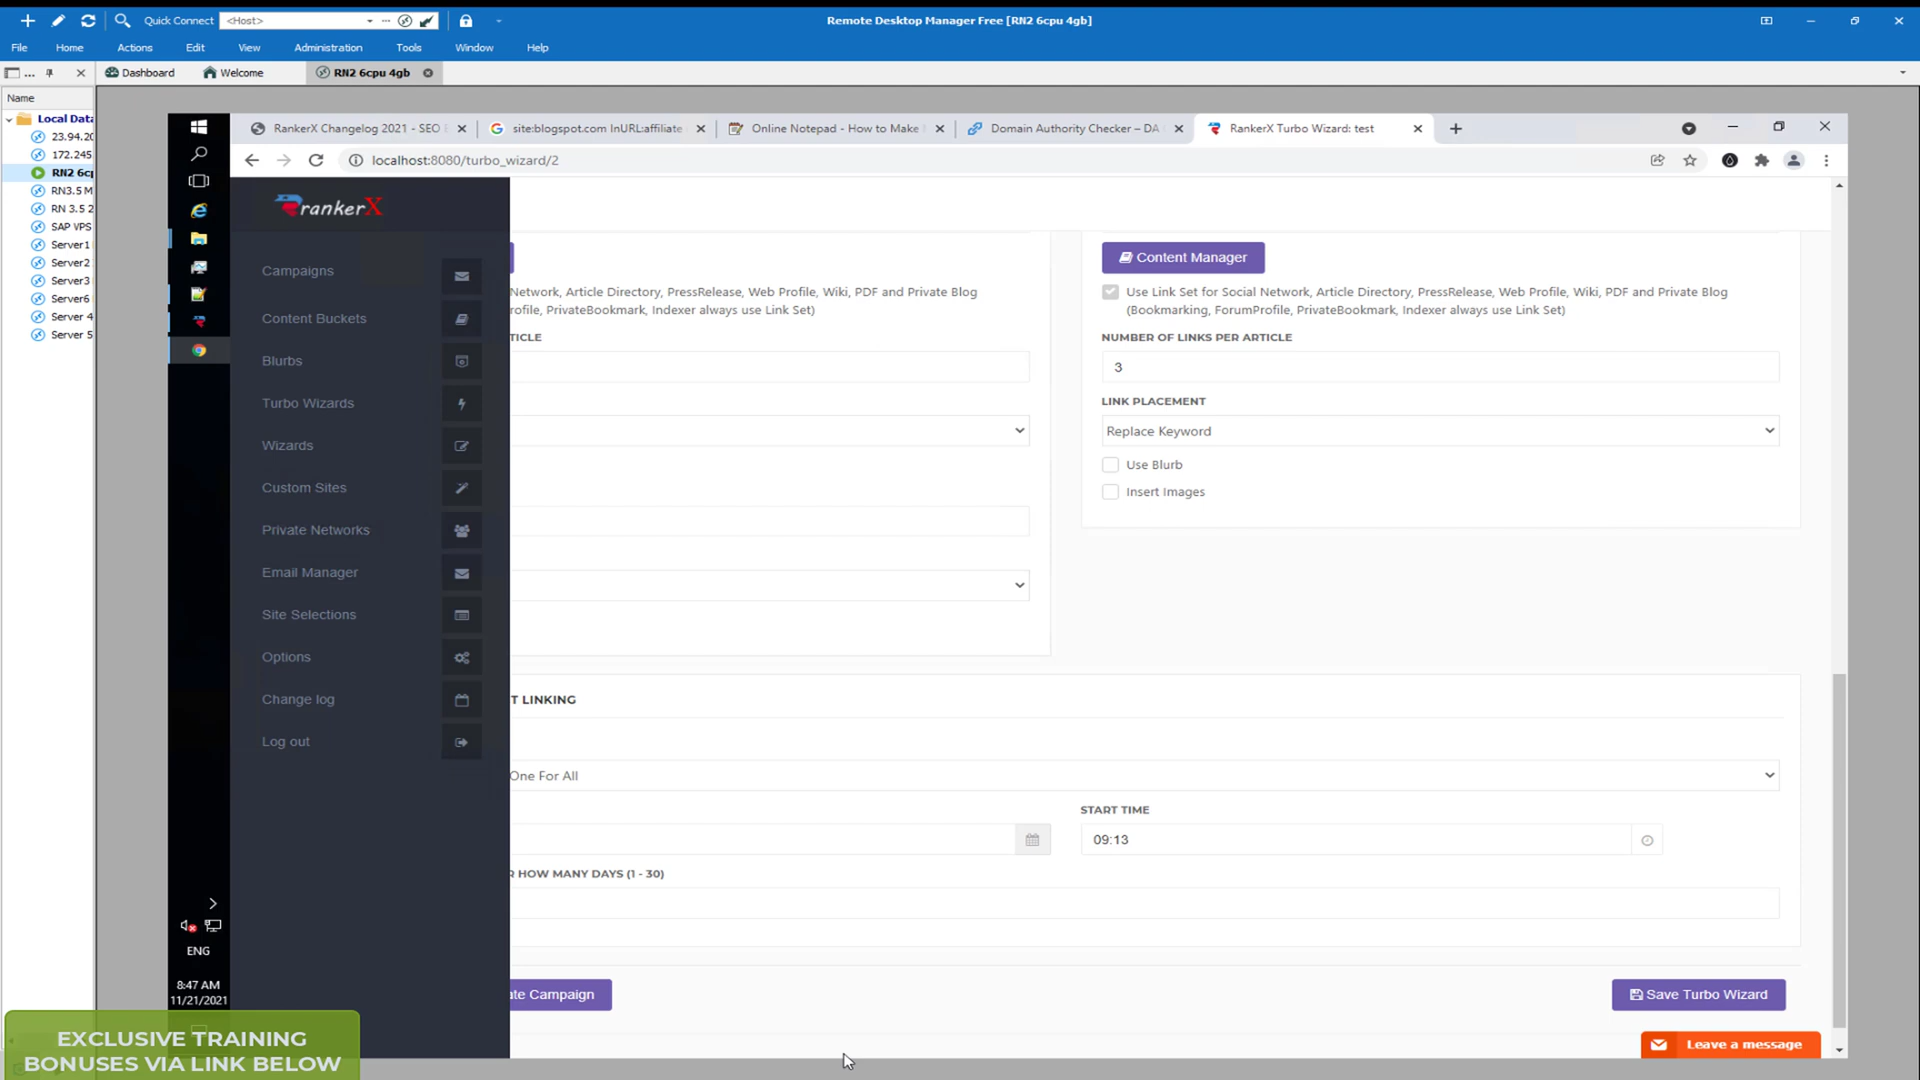 Quick Connect
<Host>
Remote Desktop Manager Free [RN2 6cpu 4gb]
File
Home
Actions
Edit
View
Administration
Tools
Window
Help
...
Dashboard
Welcome
RN2 6cpu 4gb
Name
Local Data
23.94.20
172.245
RN2 6cp
RN3.5 M
RN 3.5 2
SAP VPS
Server1
Server2
Server3
Server6
Server 4
Server 5
RankerX Changelog 2021 - SEO
site:blogspot.com InURL:affiliate
Online Notepad - How to Make
Domain Authority Checker – DA
RankerX Turbo Wizard: test
localhost:8080/turbo_wizard/2
rankerX
Campaigns
Content Buckets
Blurbs
Turbo Wizards
Wizards
Custom Sites
Private Networks
Email Manager
Site Selections
Options
Change log
Log out
Network, Article Directory, PressRelease, Web Profile, Wiki, PDF and Private Blog
rofile, PrivateBookmark, Indexer always use Link Set)
TICLE
Content Manager
Use Link Set for Social Network, Article Directory, PressRelease, Web Profile, Wiki, PDF and Private Blog
(Bookmarking, ForumProfile, PrivateBookmark, Indexer always use Link Set)
NUMBER OF LINKS PER ARTICLE
3
LINK PLACEMENT
Replace Keyword
Use Blurb
Insert Images
T LINKING
One For All
START TIME
09:13
R HOW MANY DAYS (1 - 30)
ate Campaign
Save Turbo Wizard
Leave a message
ENG
8:47 AM
11/21/2021
EXCLUSIVE TRAINING
BONUSES VIA LINK BELOW